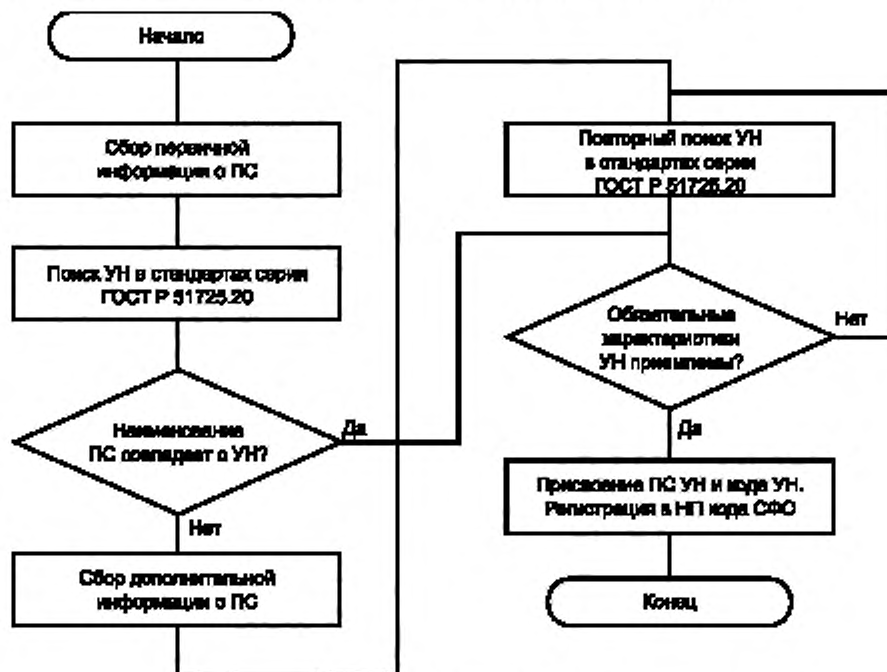 Начало
Сбор первичной
информации о ПС
Поиск УН в стандартах серии
ГОСТ Р 51725.20
Наименование
ПС совпадает с УН?
Да
Нет
Сбор дополнительной
информации о ПС
Повторный поиск УН
в стандартах серии
ГОСТ Р 51725.20
Обязательные
характеристики
УН приемлемы?
Нет
Да
Присвоение ПС УН и кода УН.
Регистрация в НП кода СФО
Конец